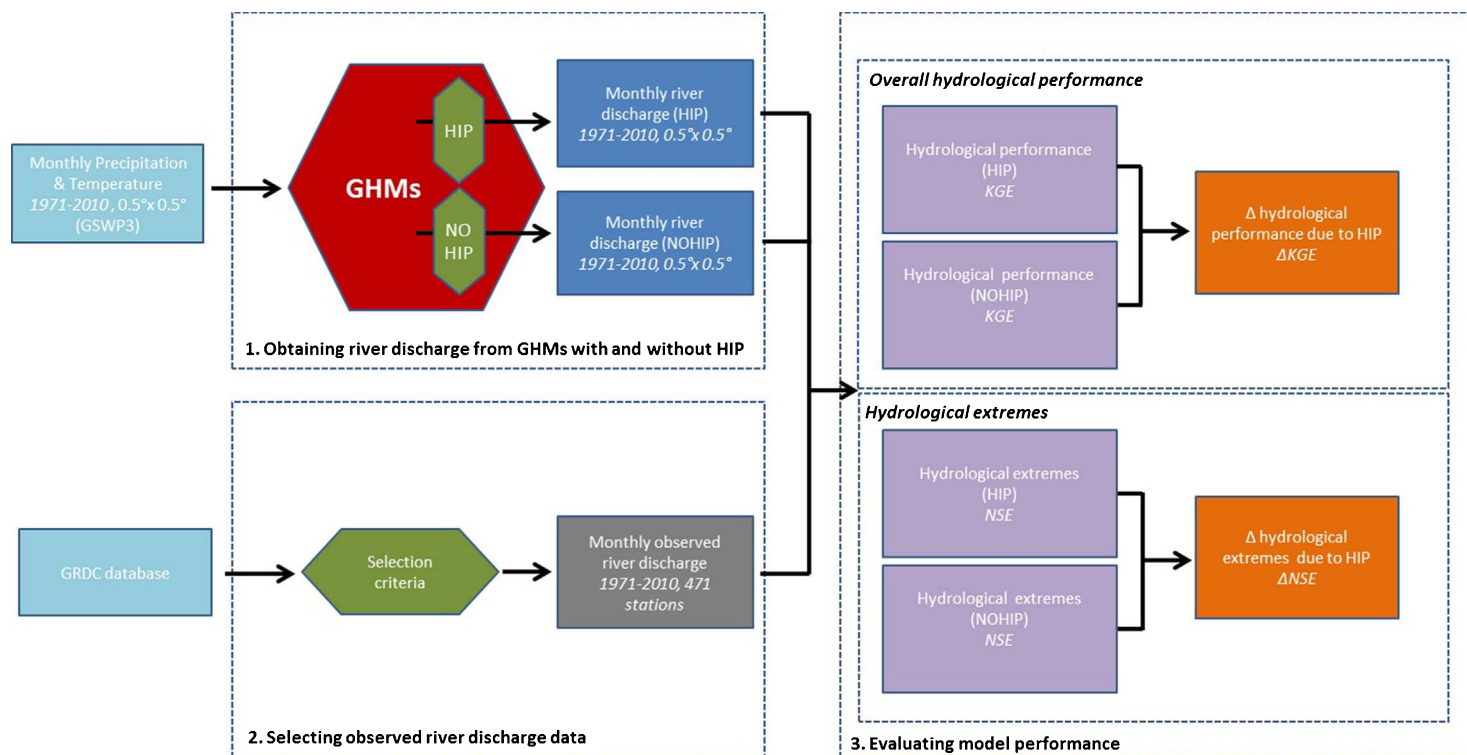 Monthly Precipitation
& Temperature
1971-2010 , 0.5°x 0.5°
(GSWP3)
GHMs
HIP
NO
HIP
Monthly river
discharge (HIP)
1971-2010, 0.5°x 0.5°
Monthly river
discharge (NOHIP)
1971-2010, 0.5°x 0.5°
1. Obtaining river discharge from GHMs with and without HIP
GRDC database
Selection
criteria
Monthly observed
river discharge
1971-2010, 471
stations
2. Selecting observed river discharge data
Overall hydrological performance
Hydrological performance
(HIP)
KGE
Hydrological performance
(NOHIP)
KGE
Δ hydrological
performance due to HIP
ΔKGE
Hydrological extremes
Hydrological extremes
(HIP)
NSE
Hydrological extremes
(NOHIP)
NSE
Δ hydrological
extremes due to HIP
ΔNSE
3. Evaluating model performance